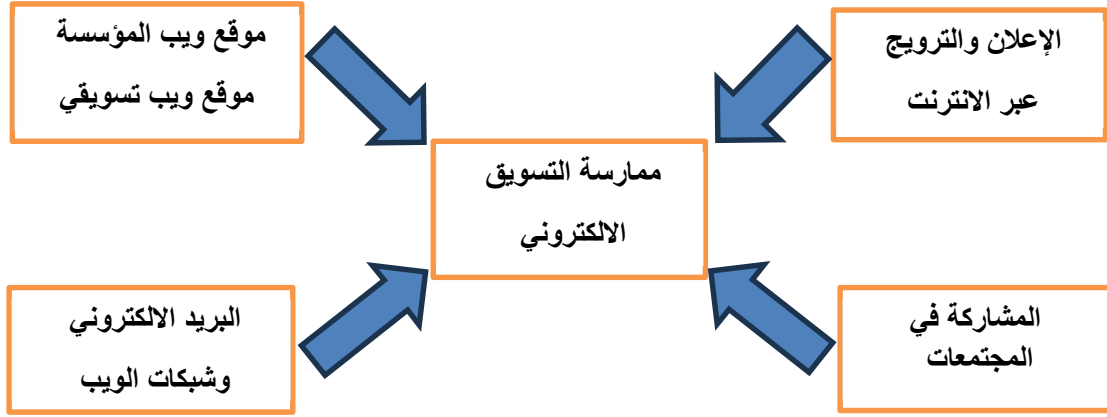 الإعلان والترويج
عبر الانترنت
موقع ويب المؤسسة
موقع ويب تسويقي
ممارسة التسويق
الالكتروني
المشاركة في
المجتمعات
البريد الالكتروني
وشبكات الويب